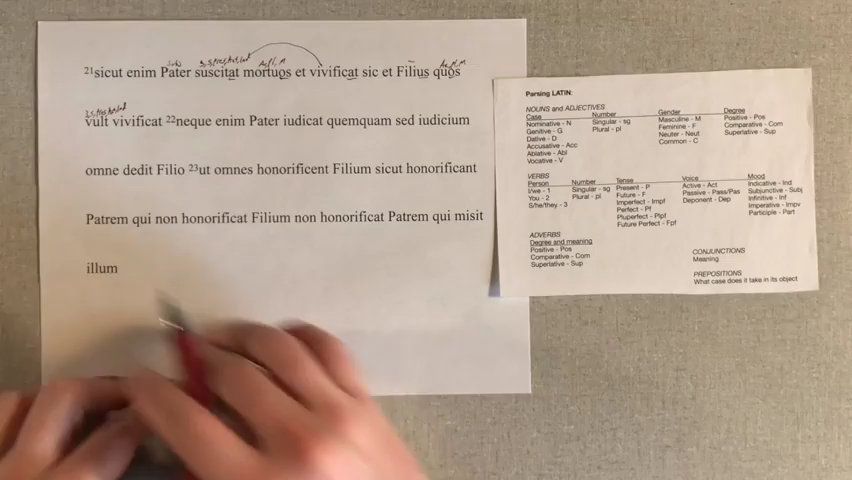 21sicut enim Pater suscitat mortuos et vivificat sic et Filius quos
vult vivificat 22neque enim Pater iudicat quemquam sed iudicium
omne dedit Filio 23ut omnes honorificent Filium sicut honorificant
Patrem qui non honorificat Filium non honorificat Patrem qui misit
illum
Parsing LATIN:
NOUNS and ADJECTIVES
Case Number Gender Degree
Nominative - N Singular - sg Masculine - M Positive - Pos
Genitive - G Plural - pl Feminine - F Comparative - Com
Dative - D Neuter - Neut Superlative - Sup
Accusative - Acc Common - C
Ablative - Abl
Vocative - V
VERBS
Person Number Tense Voice Mood
I/we - 1 Singular - sg Present - P Active - Act Indicative - Ind
You - 2 Plural - pl Future - F Passive - Pass/Pas Subjunctive - Subj
S/he/they - 3 Imperfect - Impf Deponent - Dep Infinitive - Inf
Perfect - Pf Imperative - Impv
Pluperfect - Plpf Participle - Part
Future Perfect - Fpf
ADVERBS
Degree and meaning
Positive - Pos
Comparative - Com
Superlative - Sup
CONJUNCTIONS
Meaning
PREPOSITIONS
What case does it take in its object